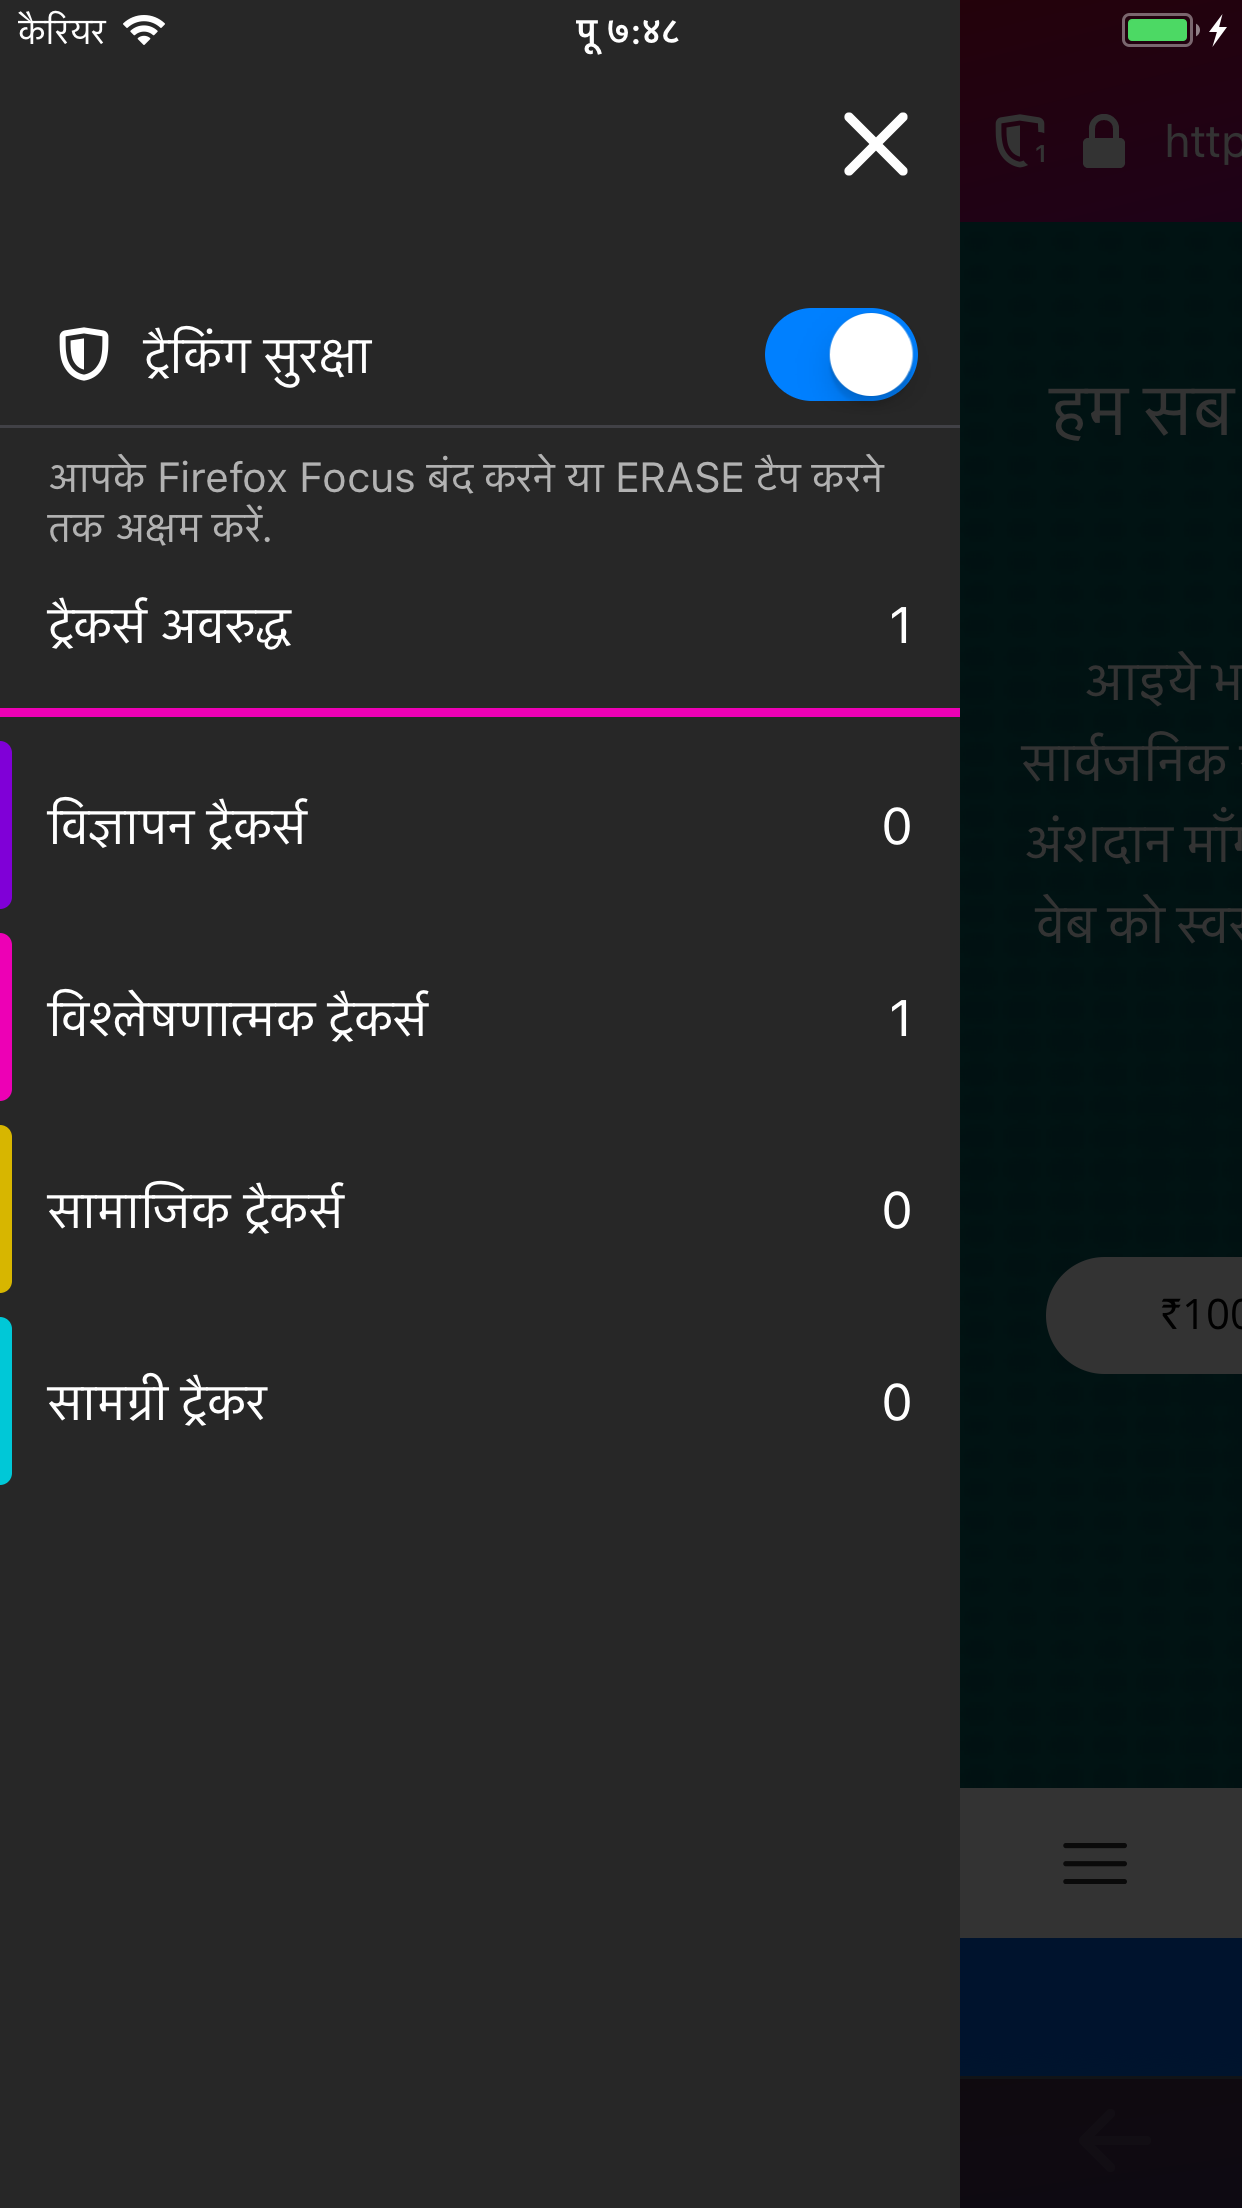 कैरियर
पू ७:४८
ट्रैकिंग सुरक्षा
आपके Firefox Focus बंद करने या ERASE टैप करने
तक अक्षम करें.
ट्रैकर्स अवरुद्ध 1
विज्ञापन ट्रैकर्स 0
विश्लेषणात्मक ट्रैकर्स 1
सामाजिक ट्रैकर्स 0
सामग्री ट्रैकर 0
1
http
हम सब
आइये
सार्वजनिक
अंशदान
वेब को
₹100